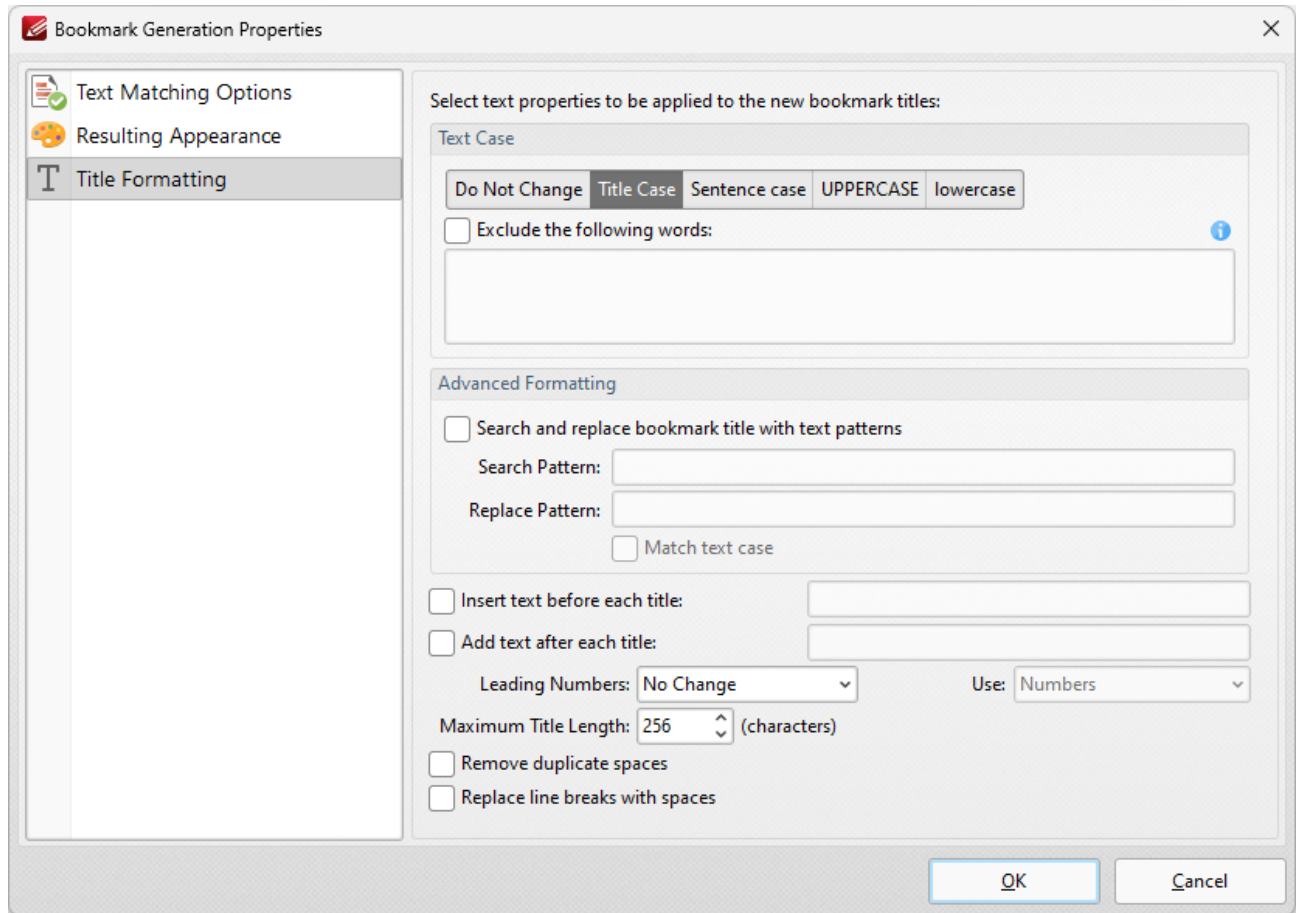 Bookmark Generation Properties
Text Matching Options
Resulting Appearance
Title Formatting
Select text properties to be applied to the new bookmark titles:
Text Case
Do Not Change Title Case Sentence case UPPERCASE lowercase
Exclude the following words:
Advanced Formatting
Search and replace bookmark title with text patterns
Search Pattern:
Replace Pattern:
Match text case
Insert text before each title:
Add text after each title:
Leading Numbers: No Change Use: Numbers
Maximum Title Length: 256 (characters)
Remove duplicate spaces
Replace line breaks with spaces
OK Cancel